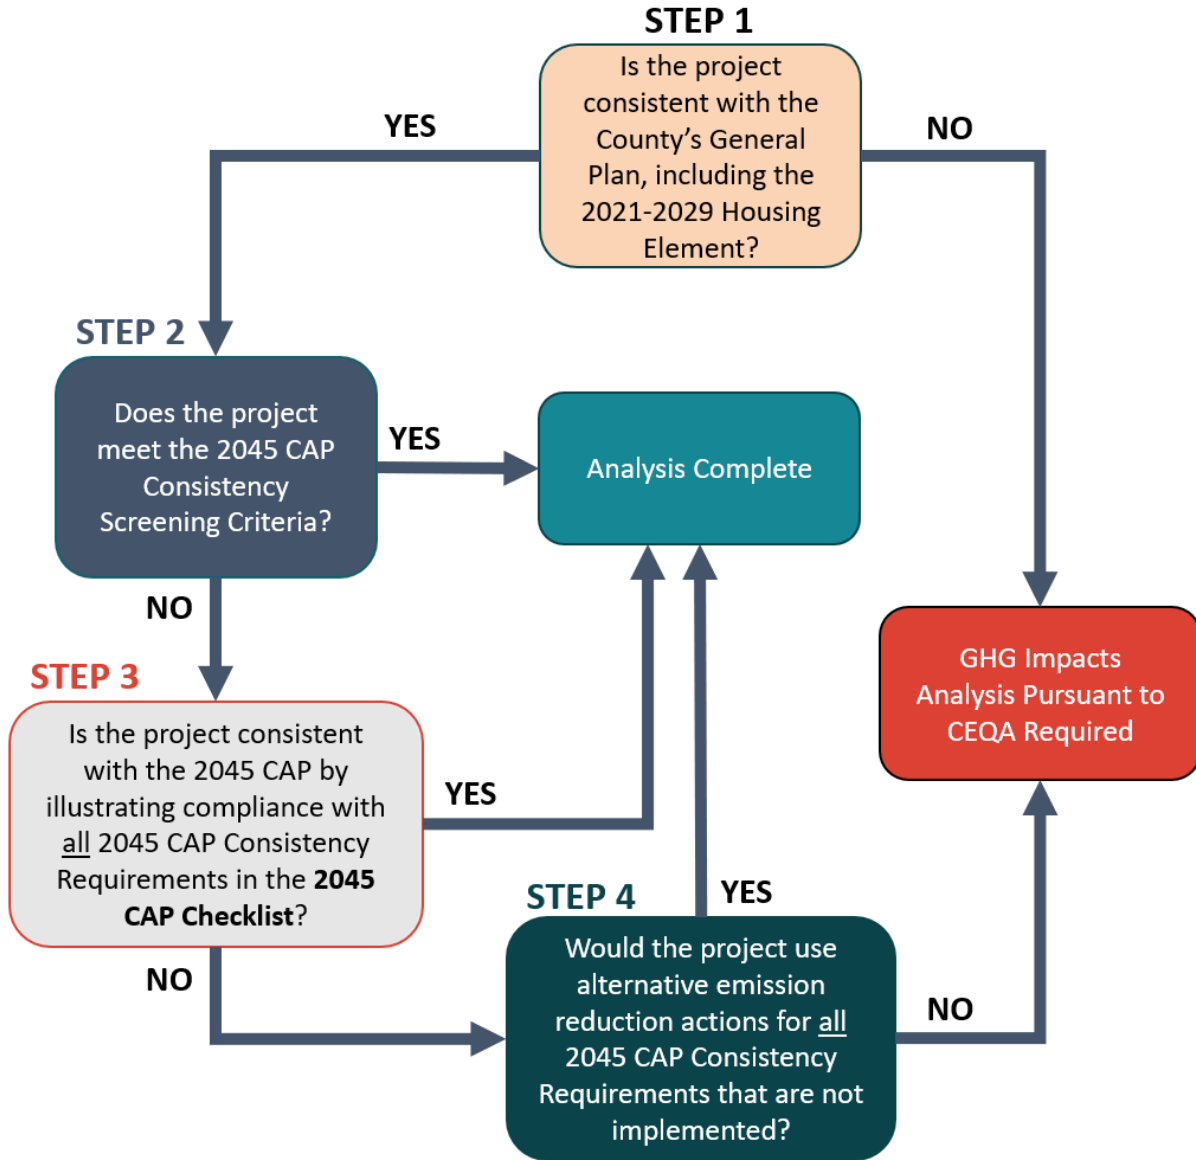 STEP 1
Is the project
consistent with the
County’s General
Plan, including the
2021-2029 Housing
Element?
YES
NO
STEP 2
Does the project
meet the 2045 CAP
Consistency
Screening Criteria?
YES
Analysis Complete
NO
STEP 3
Is the project consistent
with the 2045 CAP by
illustrating compliance with
all 2045 CAP Consistency
Requirements in the 2045
CAP Checklist?
YES
NO
STEP 4
Would the project use
alternative emission
reduction actions for all
2045 CAP Consistency
Requirements that are not
implemented?
YES
NO
GHG Impacts
Analysis Pursuant to
CEQA Required